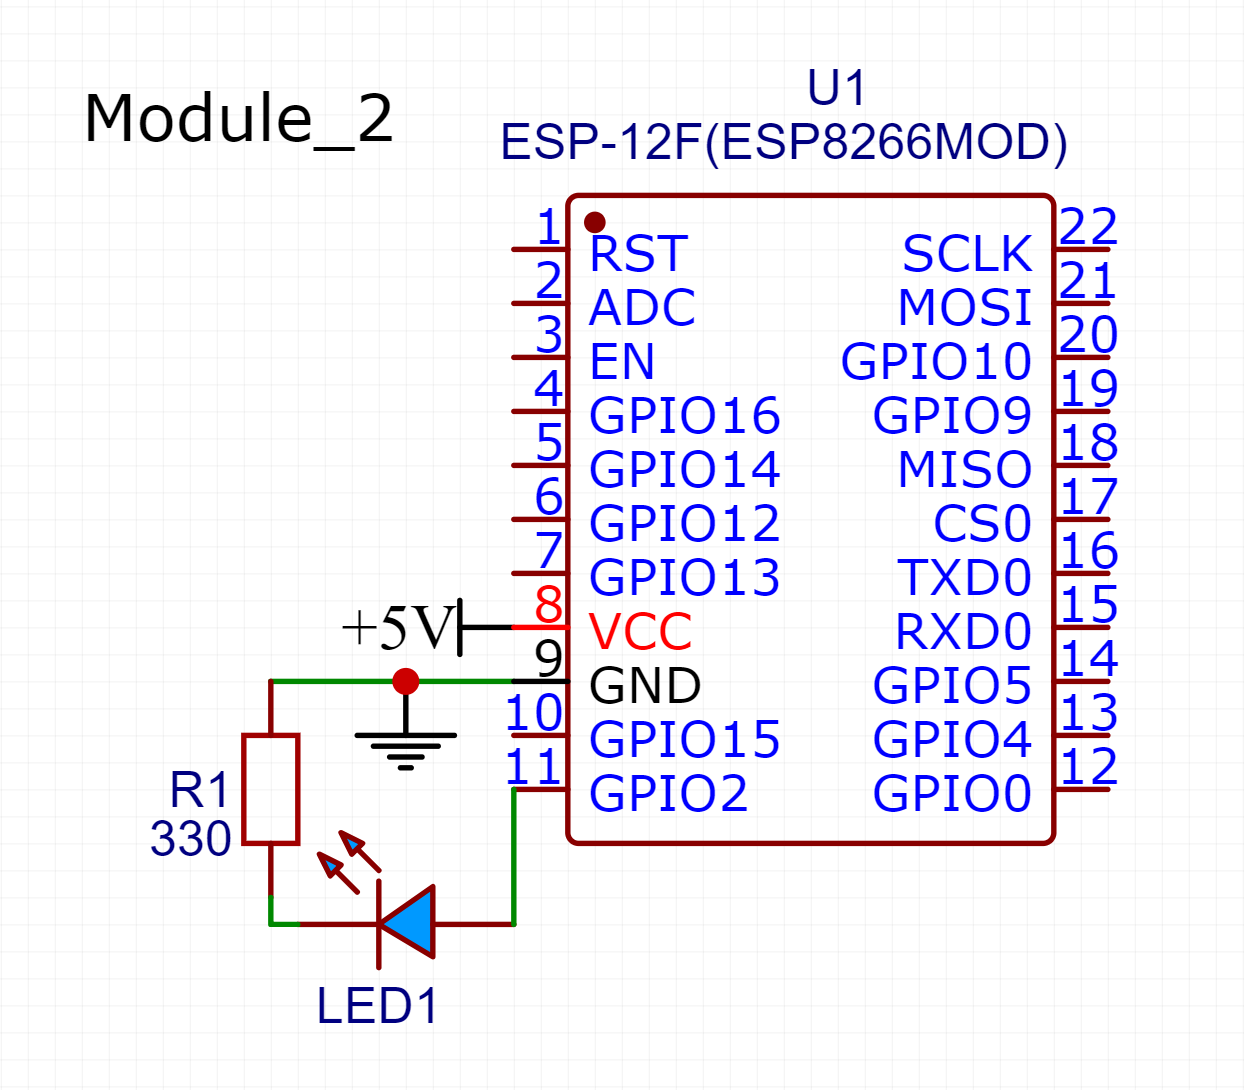 Module_2
U1
ESP-12F(ESP8266MOD)
1 RST SCLK 22
2 ADC MOSI 21
3 EN GPIO10 20
4 GPIO16 GPIO9 19
5 GPIO14 MISO 18
6 GPIO12 CS0 17
7 GPIO13 TXD0 16
+5V 8 VCC RXD0 15
9 GND GPIO5 14
10 GPIO15 GPIO4 13
11 GPIO2 GPIO0 12
R1
330
LED1